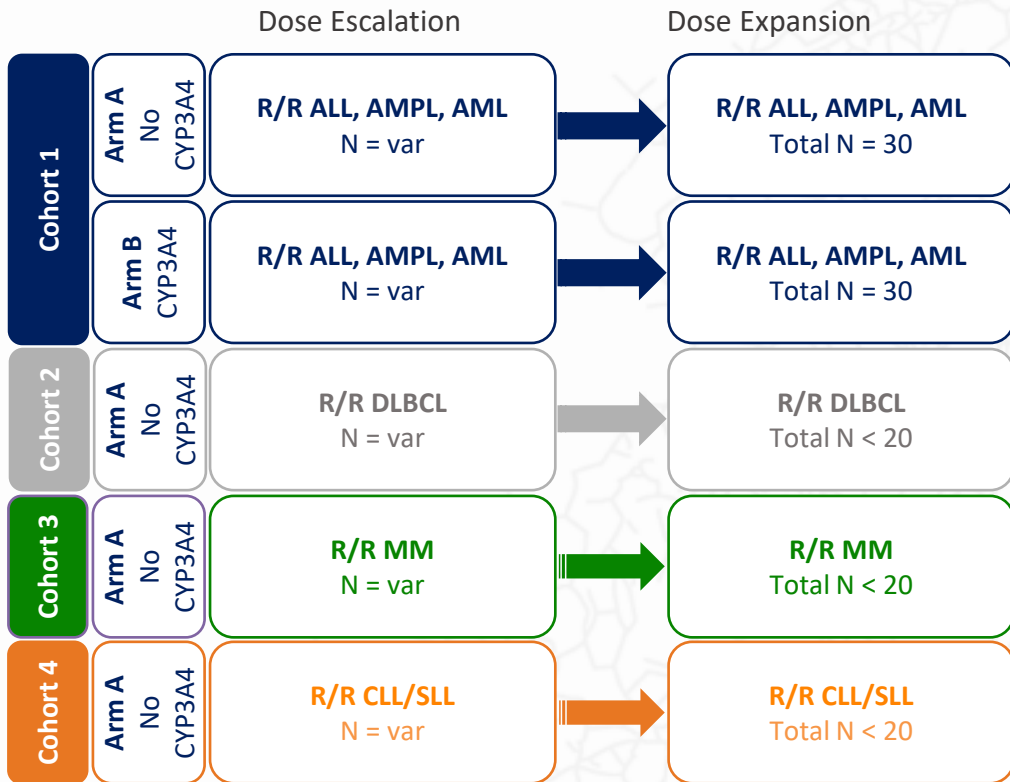 Dose Escalation
Dose Expansion
Cohort 1
Arm A
No
CYP3A4
R/R ALL, AMPL, AML
N = var
R/R ALL, AMPL, AML
Total N = 30
Arm B
CYP3A4
R/R ALL, AMPL, AML
N = var
R/R ALL, AMPL, AML
Total N = 30
Cohort 2
Arm A
No
CYP3A4
R/R DLBCL
N = var
R/R DLBCL
Total N < 20
Cohort 3
Arm A
No
CYP3A4
R/R MM
N = var
R/R MM
Total N < 20
Cohort 4
Arm A
No
CYP3A4
R/R CLL/SLL
N = var
R/R CLL/SLL
Total N < 20